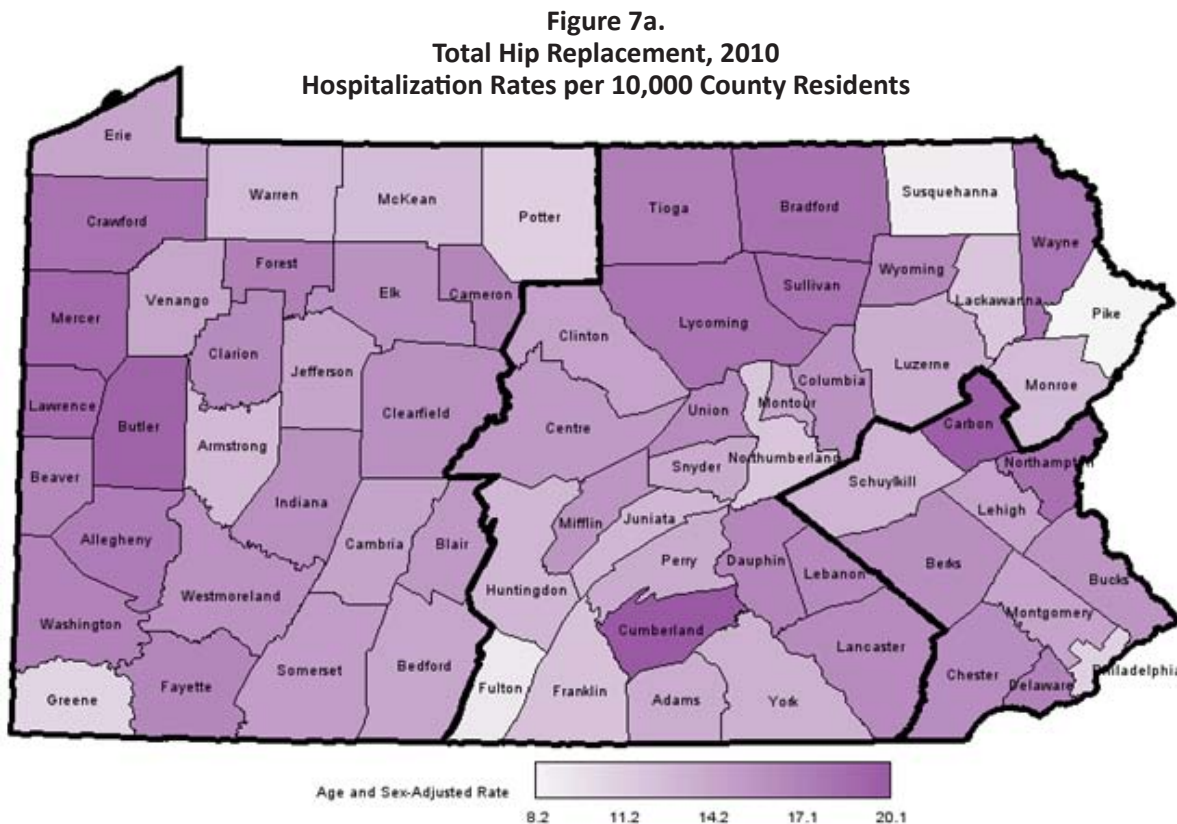 Figure 7a.
Total Hip Replacement, 2010
Hospitalization Rates per 10,000 County Residents
Erie
Warren
McKean
Potter
Tioga
Bradford
Susquehanna
Crawford
Wayne
Forest
Wyoming
Venango
Elk
Cameron
Sullivan
Lackawanna
Mercer
Lycoming
Pike
Clinton
Clarion
Jefferson
Luzerne
Monroe
Columbia
Lawrence
Montour
Butler
Clearfield
Centre
Union
Carbon
Armstrong
Northumberland
Northampton
Snyder
Beaver
Schuylkill
Indiana
Lehigh
Mifflin
Juniata
Allegheny
Cambria
Blair
Perry
Dauphin
Berks
Lebanon
Bucks
Huntingdon
Westmoreland
Montgomery
Washington
Cumberland
Lancaster
Somerset
Bedford
Philadelphia
Chester
Fayette
Fulton
Franklin
Delaware
Greene
Adams
York
Age and Sex-Adjusted Rate
8.2 11.2 14.2 17.1 20.1